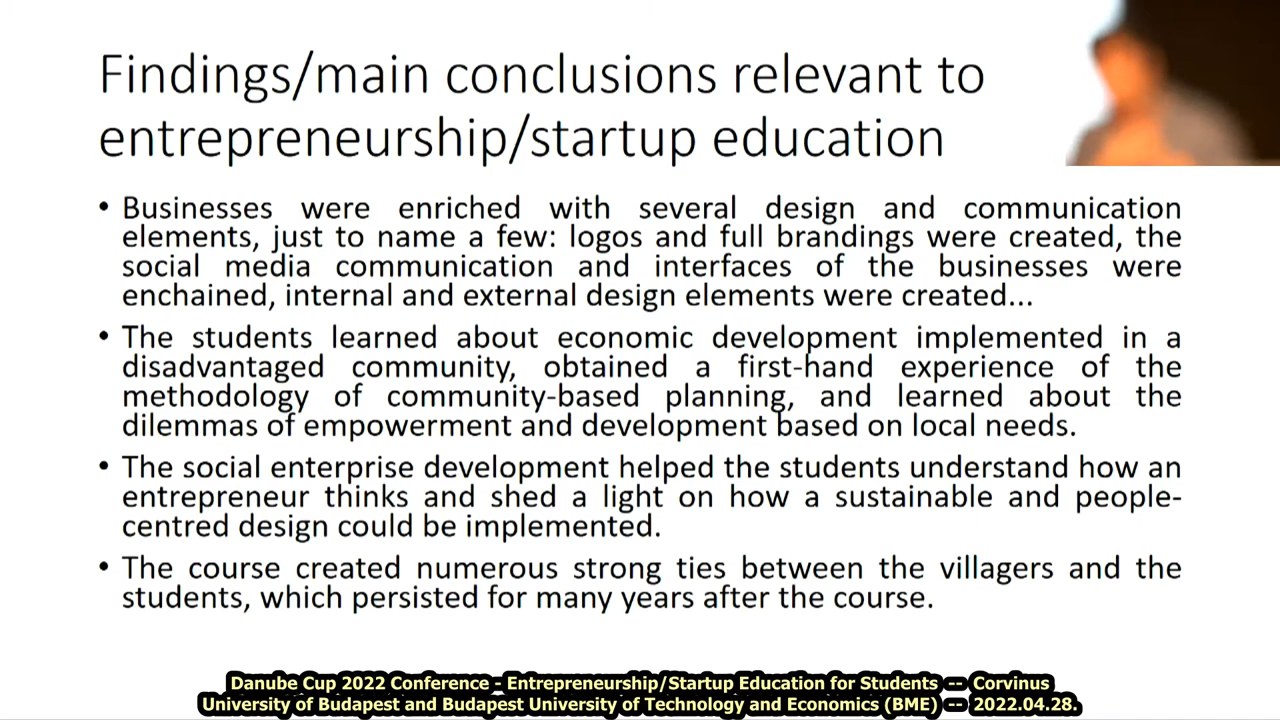 Findings/main conclusions relevant to
entrepreneurship/startup education
• Businesses were enriched with several design and communication
elements, just to name a few: logos and full brandings were created, the
social media communication and interfaces of the businesses were
enchained, internal and external design elements were created...
• The students learned about economic development implemented in a
disadvantaged community, obtained a first-hand experience of the
methodology of community-based planning, and learned about the
dilemmas of empowerment and development based on local needs.
• The social enterprise development helped the students understand how an
entrepreneur thinks and shed a light on how a sustainable and people-
centred design could be implemented.
• The course created numerous strong ties between the villagers and the
students, which persisted for many years after the course.
Danube Cup 2022 Conference - Entrepreneurship/Startup Education for Students -- Corvinus
University of Budapest and Budapest University of Technology and Economics (BME) -- 2022.04.28.